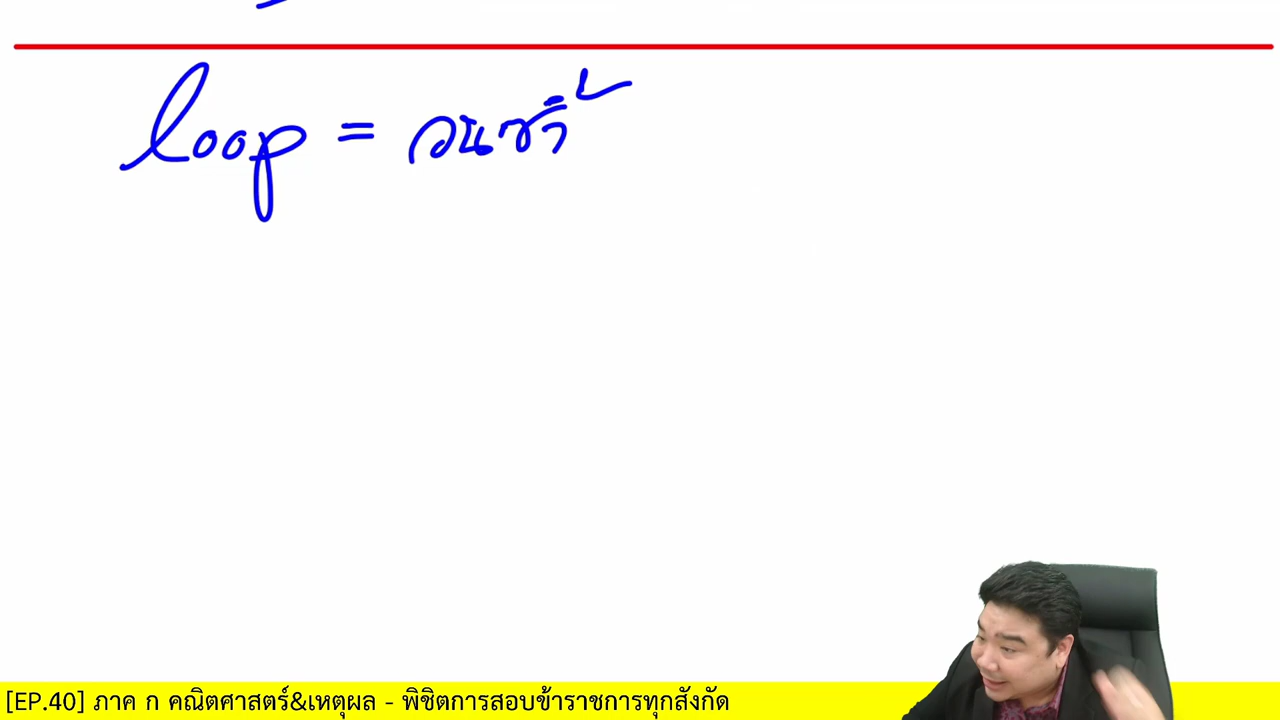 loop = วนซ้ำๆ
[EP.40] ภาค ก คณิตศาสตร์&เหตุผล - พิชิตการสอบข้าราชการทุกสังกัด